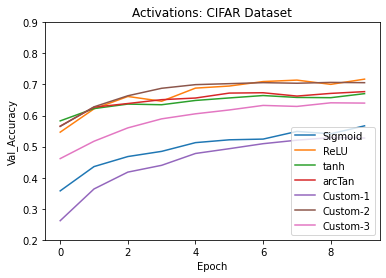 Activations: CIFAR Dataset
0.9
0.8
0.7
0.6
0.5
0.4
0.3
0.2
Val_Accuracy
Sigmoid
ReLU
tanh
arcTan
Custom-1
Custom-2
Custom-3
0 2 4 6 8
Epoch